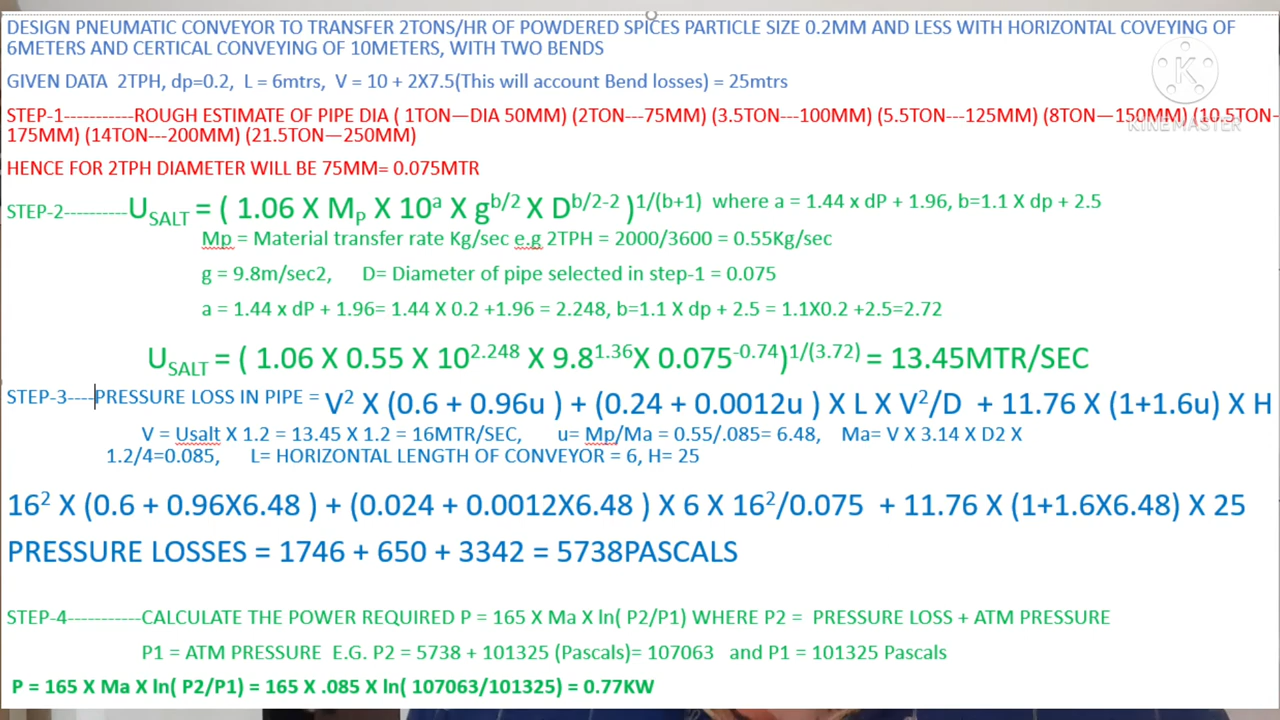 DESIGN PNEUMATIC CONVEYOR TO TRANSFER 2TONS/HR OF POWDERED SPICES PARTICLE SIZE 0.2MM AND LESS WITH HORIZONTAL COVEYING OF
6METERS AND CERTICAL CONVEYING OF 10METERS, WITH TWO BENDS
GIVEN DATA 2TPH, dp=0.2, L = 6mtrs, V = 10 + 2X7.5(This will account Bend losses) = 25mtrs
STEP-1-----------ROUGH ESTIMATE OF PIPE DIA ( 1TON—DIA 50MM) (2TON---75MM) (3.5TON---100MM) (5.5TON---125MM) (8TON—150MM) (10.5TON-
175MM) (14TON---200MM) (21.5TON—250MM)
K
KINEMASTER
HENCE FOR 2TPH DIAMETER WILL BE 75MM= 0.075MTR
STEP-2----------U_SALT = ( 1.06 X M_P X 10^a X g^b/2 X D^b/2-2 )^1/(b+1) where a = 1.44 x dP + 1.96, b=1.1 X dp + 2.5
Mp = Material transfer rate Kg/sec e.g 2TPH = 2000/3600 = 0.55Kg/sec
g = 9.8m/sec2, D= Diameter of pipe selected in step-1 = 0.075
a = 1.44 x dP + 1.96= 1.44 X 0.2 +1.96 = 2.248, b=1.1 X dp + 2.5 = 1.1X0.2 +2.5=2.72
U_SALT = ( 1.06 X 0.55 X 10^2.248 X 9.8^1.36X 0.075^-0.74)^1/(3.72) = 13.45MTR/SEC
STEP-3----PRESSURE LOSS IN PIPE = V² X (0.6 + 0.96u ) + (0.24 + 0.0012u ) X L X V²/D + 11.76 X (1+1.6u) X H
V = Usalt X 1.2 = 13.45 X 1.2 = 16MTR/SEC, u= Mp/Ma = 0.55/.085= 6.48, Ma= V X 3.14 X D2 X
1.2/4=0.085, L= HORIZONTAL LENGTH OF CONVEYOR = 6, H= 25
16² X (0.6 + 0.96X6.48 ) + (0.024 + 0.0012X6.48 ) X 6 X 16²/0.075 + 11.76 X (1+1.6X6.48) X 25
PRESSURE LOSSES = 1746 + 650 + 3342 = 5738PASCALS
STEP-4-----------CALCULATE THE POWER REQUIRED P = 165 X Ma X ln( P2/P1) WHERE P2 = PRESSURE LOSS + ATM PRESSURE
P1 = ATM PRESSURE E.G. P2 = 5738 + 101325 (Pascals)= 107063 and P1 = 101325 Pascals
P = 165 X Ma X ln( P2/P1) = 165 X .085 X ln( 107063/101325) = 0.77KW